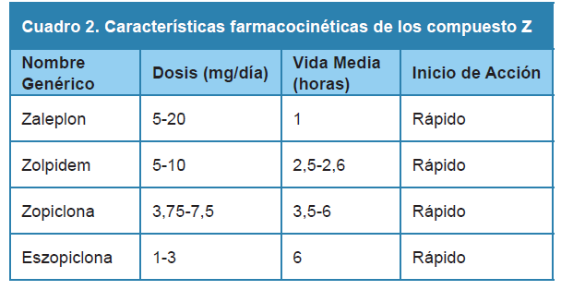 Cuadro 2. Características farmacocinéticas de los compuesto Z
Nombre Genérico Dosis (mg/día) Vida Media (horas) Inicio de Acción
Zaleplon 5-20 1 Rápido
Zolpidem 5-10 2,5-2,6 Rápido
Zopiclona 3,75-7,5 3,5-6 Rápido
Eszopiclona 1-3 6 Rápido